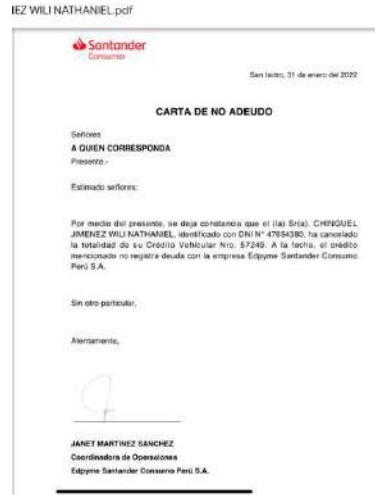 IEZ WILI NATHANIEL.pdf
Santander
Consumer
San Isidro, 31 de enero del 2022
CARTA DE NO ADEUDO
Señores
A QUIEN CORRESPONDA
Presente.-
Estimado señores:
Por medio del presente, se deja constancia que el (la) Sr(a). CHINGUEL
JIMENEZ WILI NATHANIEL, identificado con DNI N° 47854380, ha cancelado
la totalidad de su Crédito Vehicular Nro. 57249. A la fecha, el crédito
mencionado no registra deuda con la empresa Edpyme Santander Consumo
Perú S.A.
Sin otro particular,
Atentamente,
JANET MARTINEZ SANCHEZ
Coordinadora de Operaciones
Edpyme Santander Consumo Perú S.A.